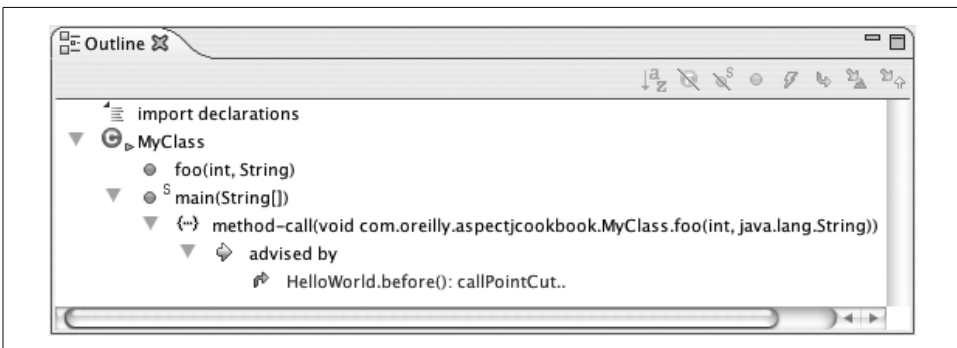 Outline
import declarations
MyClass
foo(int, String)
S main(String[])
method-call(void com.oreilly.aspectjcookbook.MyClass.foo(int, java.lang.String))
advised by
HelloWorld.before(): callPointCut..